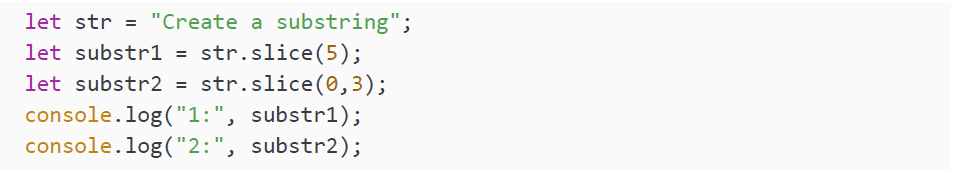 let str = "Create a substring";
let substr1 = str.slice(5);
let substr2 = str.slice(0,3);
console.log("1:", substr1);
console.log("2:", substr2);